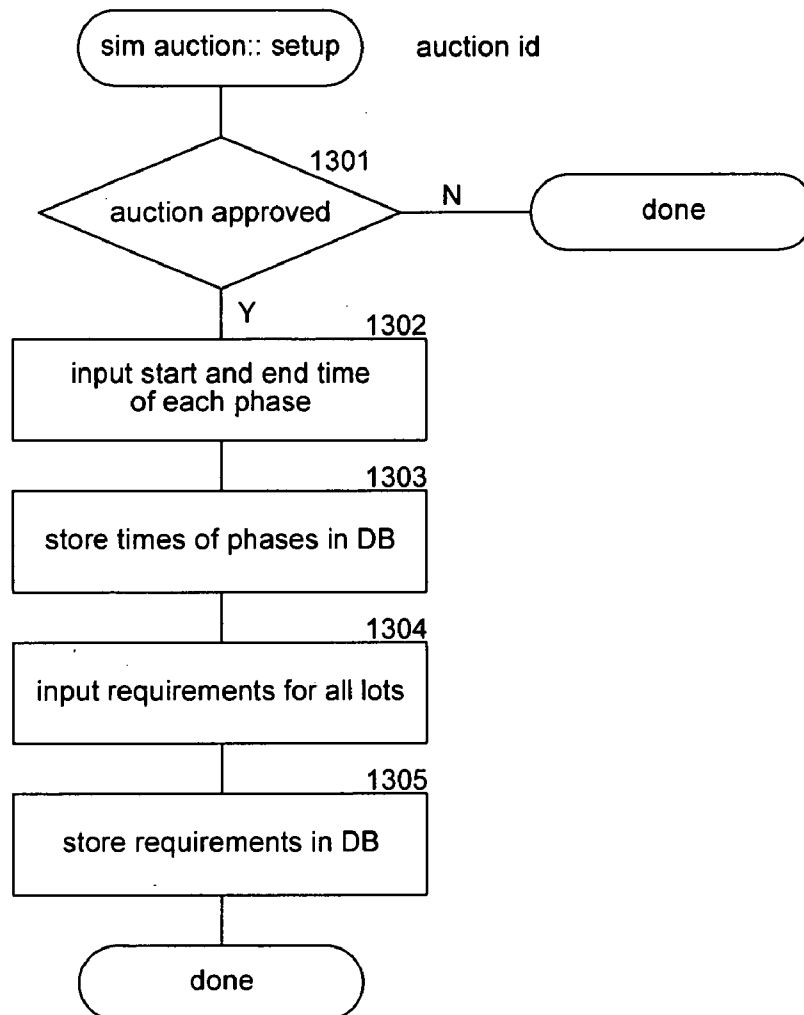 sim auction:: setup
auction id
1301
auction approved
N
done
Y
1302
input start and end time
of each phase
1303
store times of phases in DB
1304
input requirements for all lots
1305
store requirements in DB
done